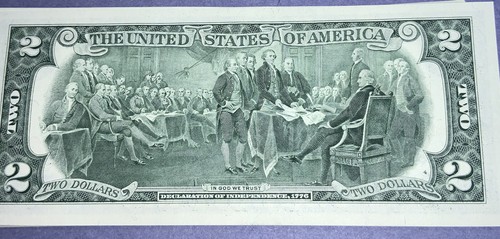 THE UNITED STATES OF AMERICA
2 2
TWO TWO
2 2
TWO DOLLARS TWO DOLLARS
IN GOD WE TRUST
DECLARATION OF INDEPENDENCE, 1776